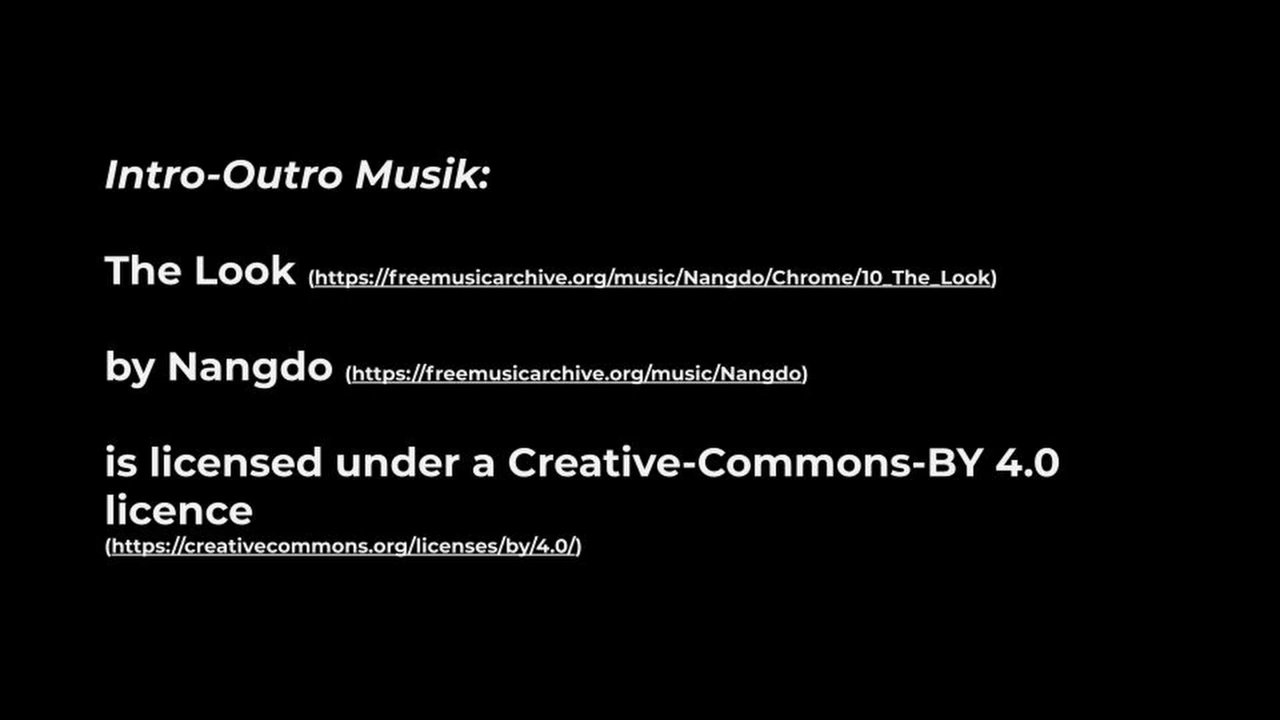 Intro-Outro Musik:
The Look (https://freemusicarchive.org/music/Nangdo/Chrome/10_The_Look)
by Nangdo (https://freemusicarchive.org/music/Nangdo)
is licensed under a Creative-Commons-BY 4.0
licence
(https://creativecommons.org/licenses/by/4.0/)